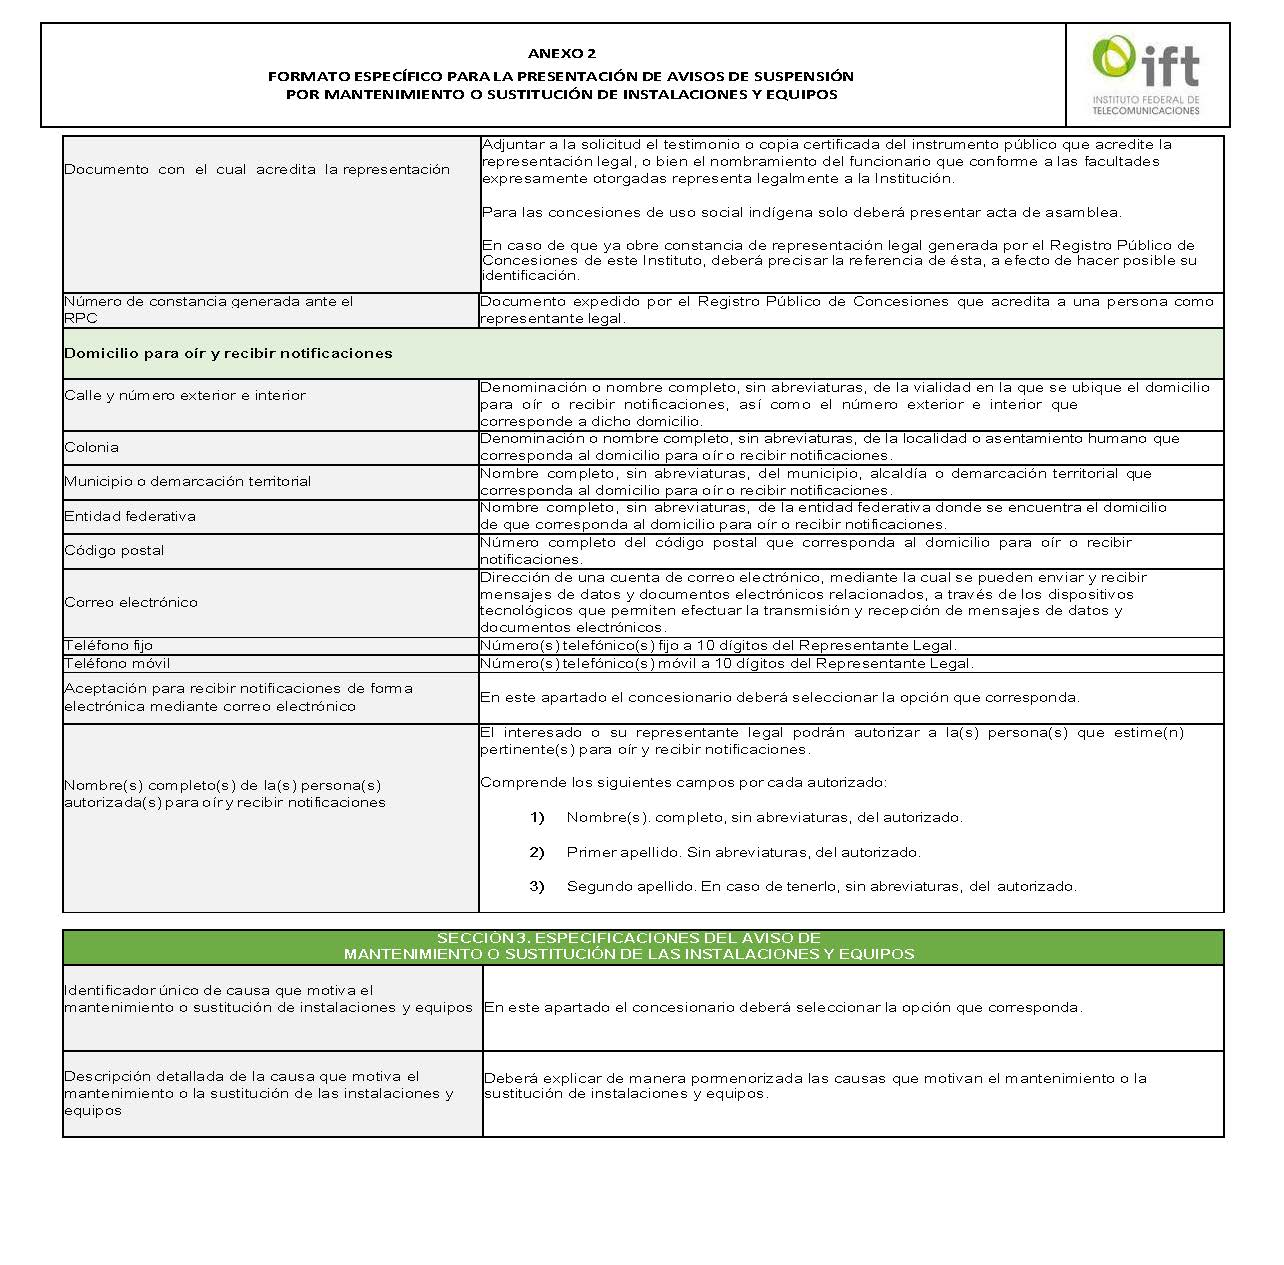 ANEXO 2
FORMATO ESPECÍFICO PARA LA PRESENTACIÓN DE AVISOS DE SUSPENSIÓN
POR MANTENIMIENTO O SUSTITUCIÓN DE INSTALACIONES Y EQUIPOS
ift
INSTITUTO FEDERAL DE
TELECOMUNICACIONES
Documento con el cual acredita la representación
Adjuntar a la solicitud el testimonio o copia certificada del instrumento público que acredite la
representación legal, o bien el nombramiento del funcionario que conforme a las facultades
expresamente otorgadas representa legalmente a la Institución.
Para las concesiones de uso social indígena solo deberá presentar acta de asamblea.
En caso de que ya obre constancia de representación legal generada por el Registro Público de
Concesiones de este Instituto, deberá precisar la referencia de ésta, a efecto de hacer posible su
identificación.
Número de constancia generada ante el
RPC
Documento expedido por el Registro Público de Concesiones que acredita a una persona como
representante legal.
Domicilio para oír y recibir notificaciones
Calle y número exterior e interior
Denominación o nombre completo, sin abreviaturas, de la vialidad en la que se ubique el domicilio
para oír o recibir notificaciones, así como el número exterior e interior que
corresponde a dicho domicilio.
Colonia
Denominación o nombre completo, sin abreviaturas, de la localidad o asentamiento humano que
corresponda al domicilio para oír o recibir notificaciones.
Municipio o demarcación territorial
Nombre completo, sin abreviaturas, del municipio, alcaldía o demarcación territorial que
corresponda al domicilio para oír o recibir notificaciones.
Entidad federativa
Nombre completo, sin abreviaturas, de la entidad federativa donde se encuentra el domicilio
de que corresponda al domicilio para oír o recibir notificaciones.
Código postal
Número completo del código postal que corresponda al domicilio para oír o recibir
notificaciones.
Correo electrónico
Dirección de una cuenta de correo electrónico, mediante la cual se pueden enviar y recibir
mensajes de datos y documentos electrónicos relacionados, a través de los dispositivos
tecnológicos que permiten efectuar la transmisión y recepción de mensajes de datos y
documentos electrónicos.
Teléfono fijo
Número(s) telefónico(s) fijo a 10 dígitos del Representante Legal.
Teléfono móvil
Número(s) telefónico(s) móvil a 10 dígitos del Representante Legal.
Aceptación para recibir notificaciones de forma
electrónica mediante correo electrónico
En este apartado el concesionario deberá seleccionar la opción que corresponda.
Nombre(s) completo(s) de la(s) persona(s)
autorizada(s) para oír y recibir notificaciones
El interesado o su representante legal podrán autorizar a la(s) persona(s) que estime(n)
pertinente(s) para oír y recibir notificaciones.
Comprende los siguientes campos por cada autorizado:
1) Nombre(s). completo, sin abreviaturas, del autorizado.
2) Primer apellido. Sin abreviaturas, del autorizado.
3) Segundo apellido. En caso de tenerlo, sin abreviaturas, del autorizado.
SECCIÓN 3. ESPECIFICACIONES DEL AVISO DE
MANTENIMIENTO O SUSTITUCIÓN DE LAS INSTALACIONES Y EQUIPOS
Identificador único de causa que motiva el
mantenimiento o sustitución de instalaciones y equipos
En este apartado el concesionario deberá seleccionar la opción que corresponda.
Descripción detallada de la causa que motiva el
mantenimiento o la sustitución de las instalaciones y
equipos
Deberá explicar de manera pormenorizada las causas que motivan el mantenimiento o la
sustitución de instalaciones y equipos.